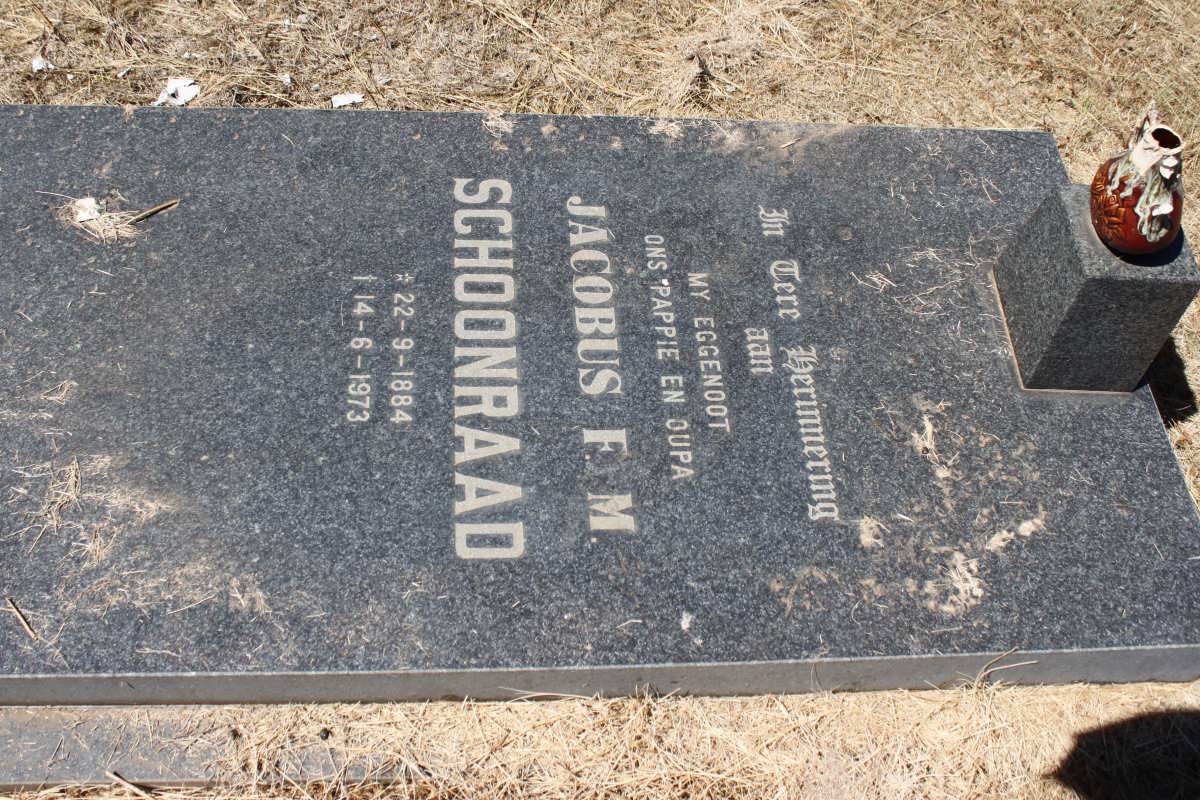 In Tere Herinnering
aan
MY EGGENOOT
ONS PAPPIE EN OUPA
JACOBUS F. M.
SCHOONRAAD
* 22-9-1884
† 14-6-1973